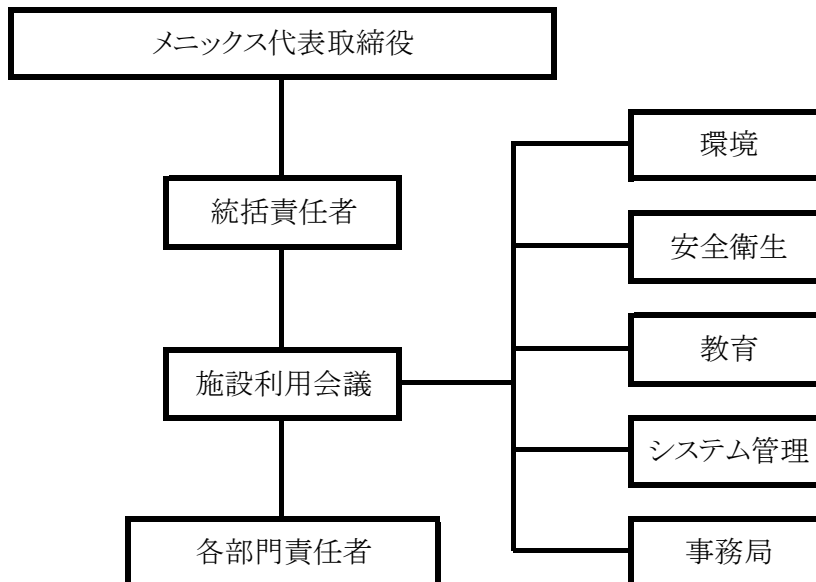 メニックス代表取締役
統括責任者
施設利用会議
各部門責任者
環境
安全衛生
教育
システム管理
事務局